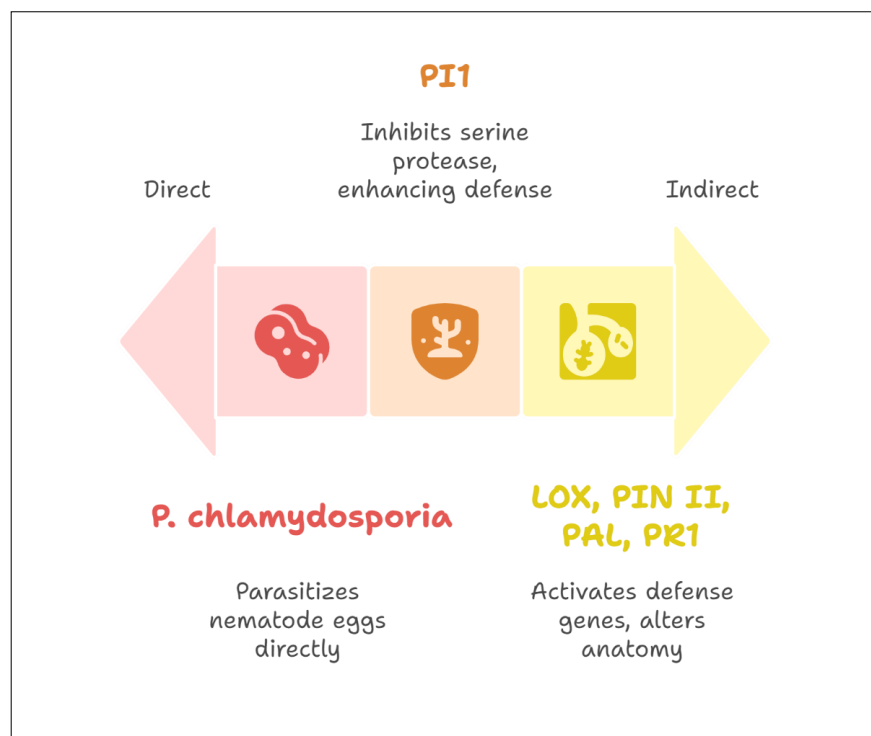 PI1
Inhibits serine
protease,
enhancing defense
Direct
Indirect
P. chlamydosporia
LOX, PIN II,
PAL, PR1
Parasitizes
nematode eggs
directly
Activates defense
genes, alters
anatomy